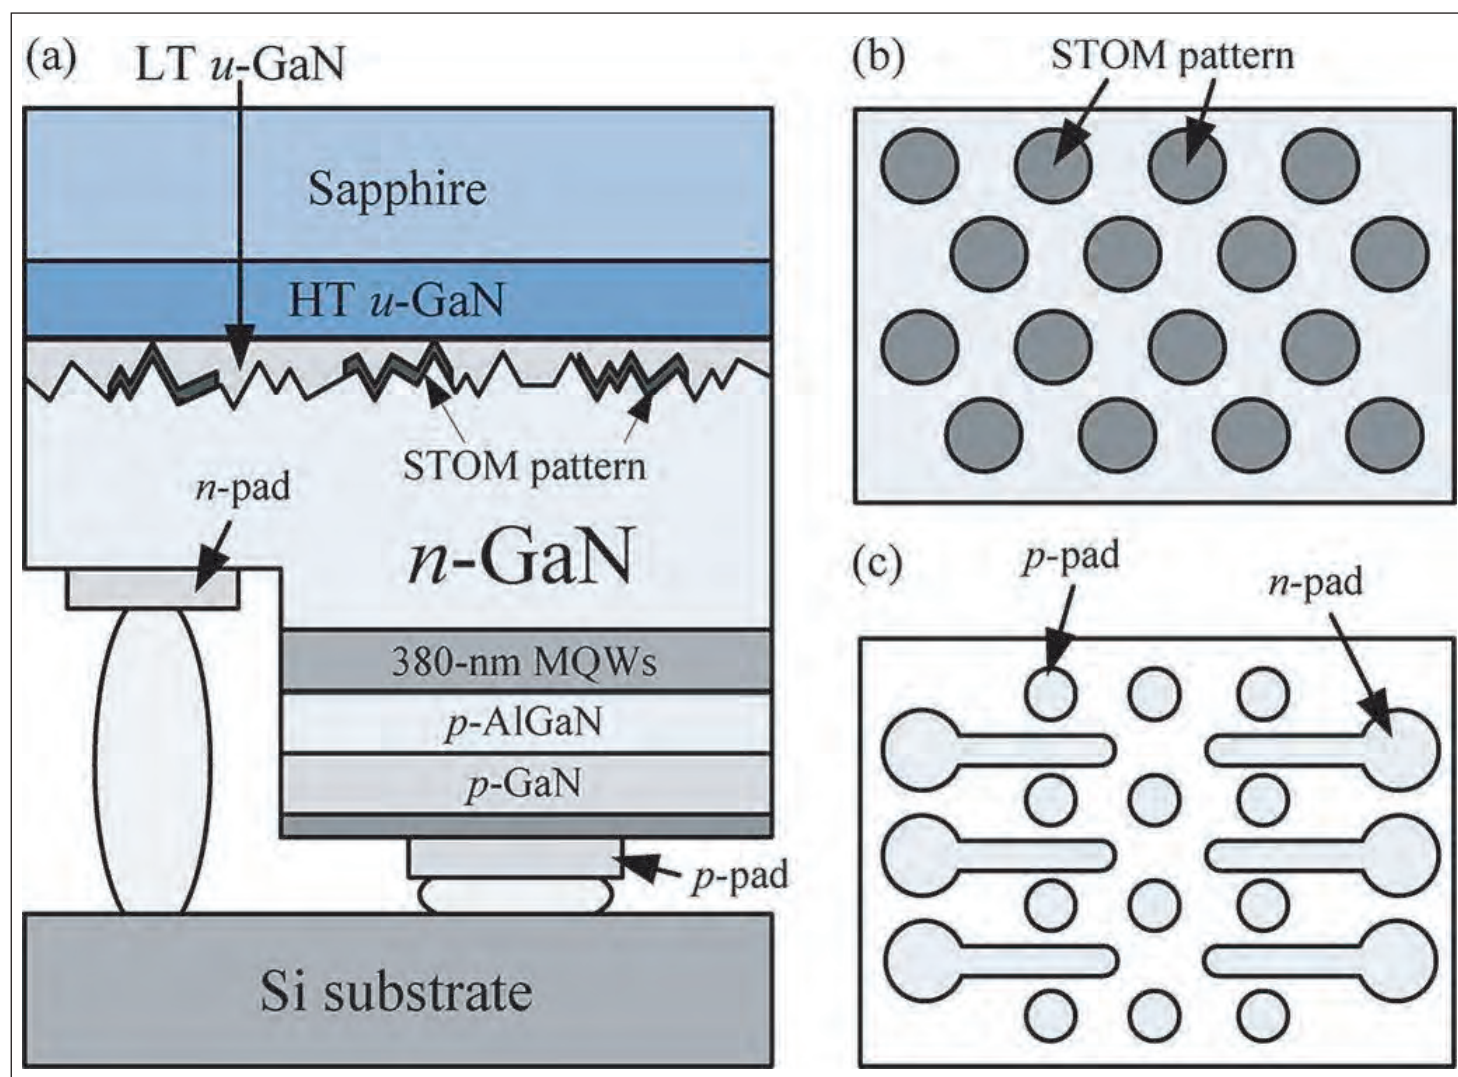 (a)
LT u-GaN
Sapphire
HT u-GaN
STOM pattern
n-pad
n-GaN
380-nm MQWs
p-AlGaN
p-GaN
p-pad
Si substrate
(b)
STOM pattern
(c)
p-pad
n-pad